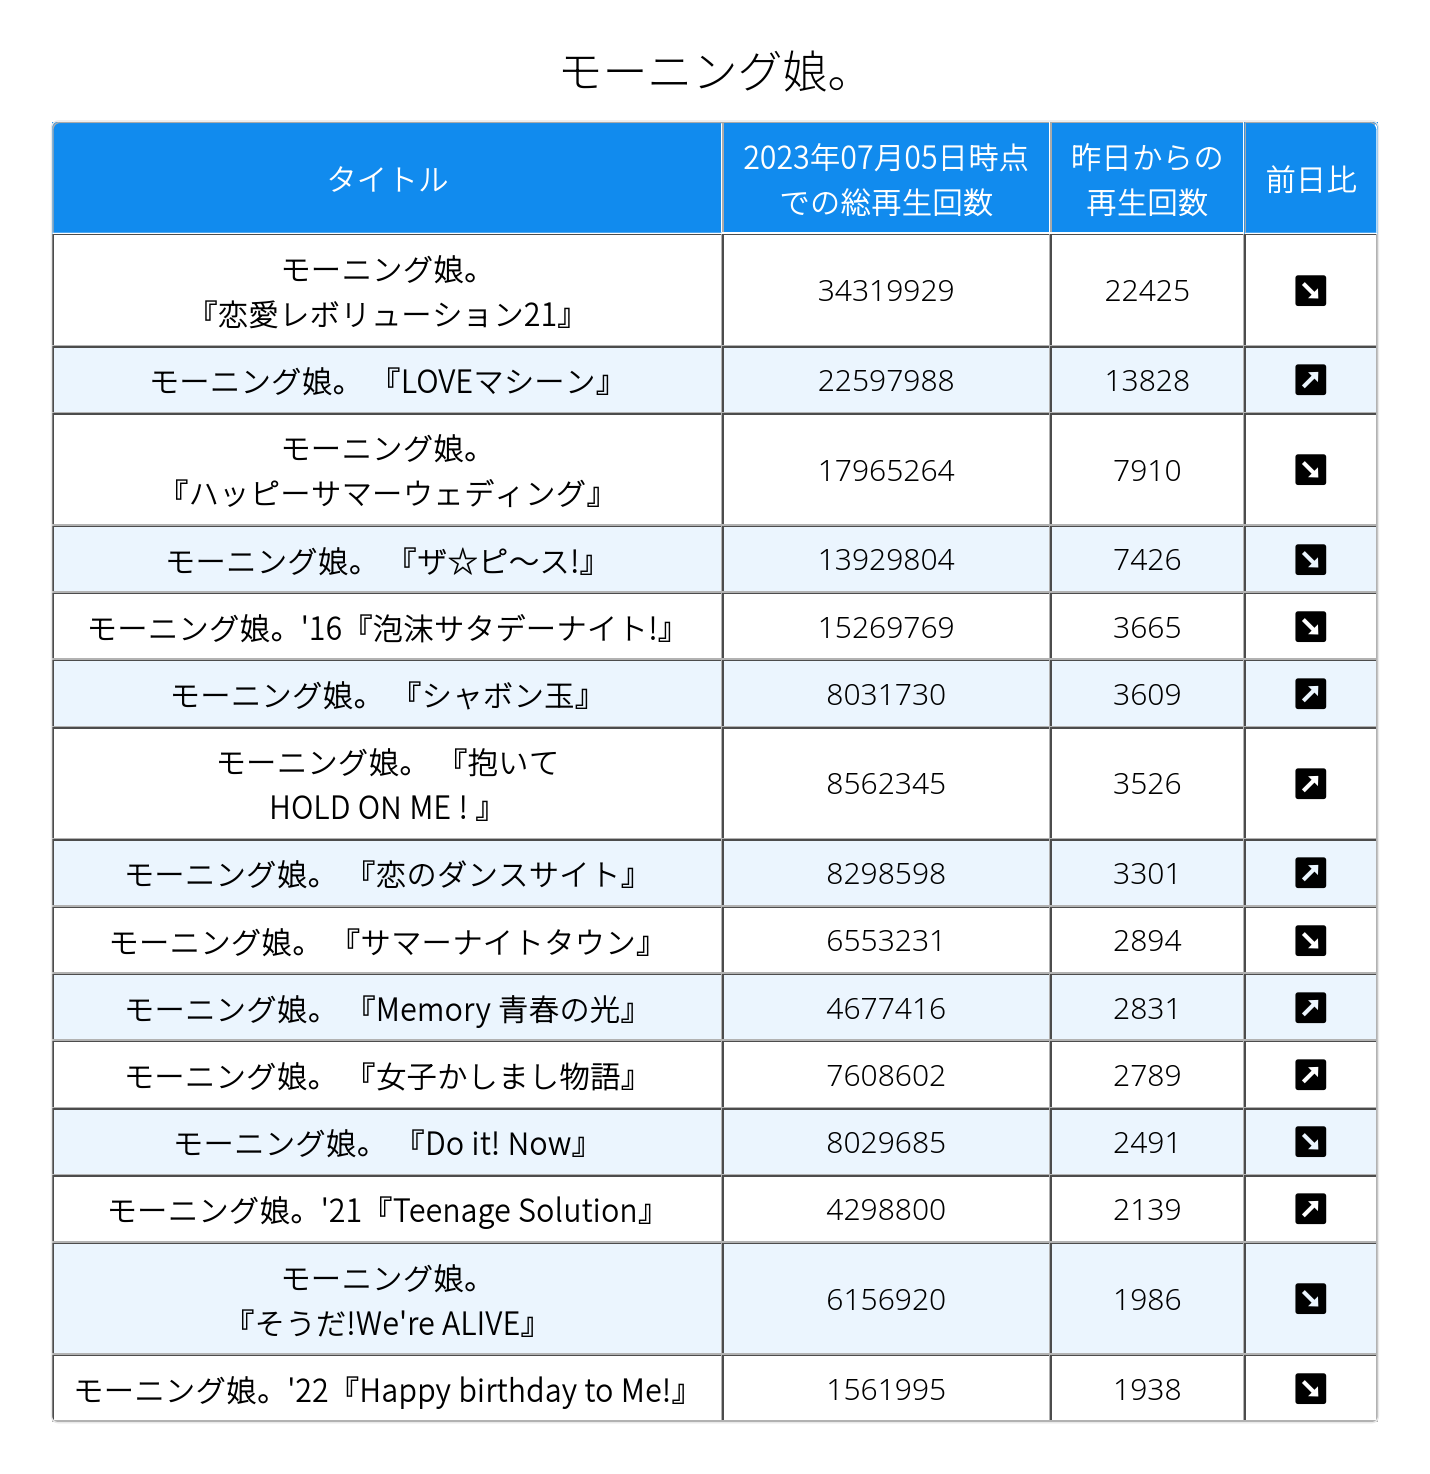 モーニング娘。
タイトル
2023年07月05日時点
での総再生回数
昨日からの
再生回数
前日比
モーニング娘。
『恋愛レボリューション21』
34319929
22425
モーニング娘。 『LOVEマシーン』
22597988
13828
モーニング娘。
『ハッピーサマーウェディング』
17965264
7910
モーニング娘。 『ザ☆ピ〜ス!』
13929804
7426
モーニング娘。'16『泡沫サタデーナイト!』
15269769
3665
モーニング娘。 『シャボン玉』
8031730
3609
モーニング娘。 『抱いて
HOLD ON ME ! 』
8562345
3526
モーニング娘。 『恋のダンスサイト』
8298598
3301
モーニング娘。 『サマーナイトタウン』
6553231
2894
モーニング娘。 『Memory 青春の光』
4677416
2831
モーニング娘。 『女子かしまし物語』
7608602
2789
モーニング娘。 『Do it! Now』
8029685
2491
モーニング娘。'21『Teenage Solution』
4298800
2139
モーニング娘。
『そうだ!We're ALIVE』
6156920
1986
モーニング娘。'22『Happy birthday to Me!』
1561995
1938